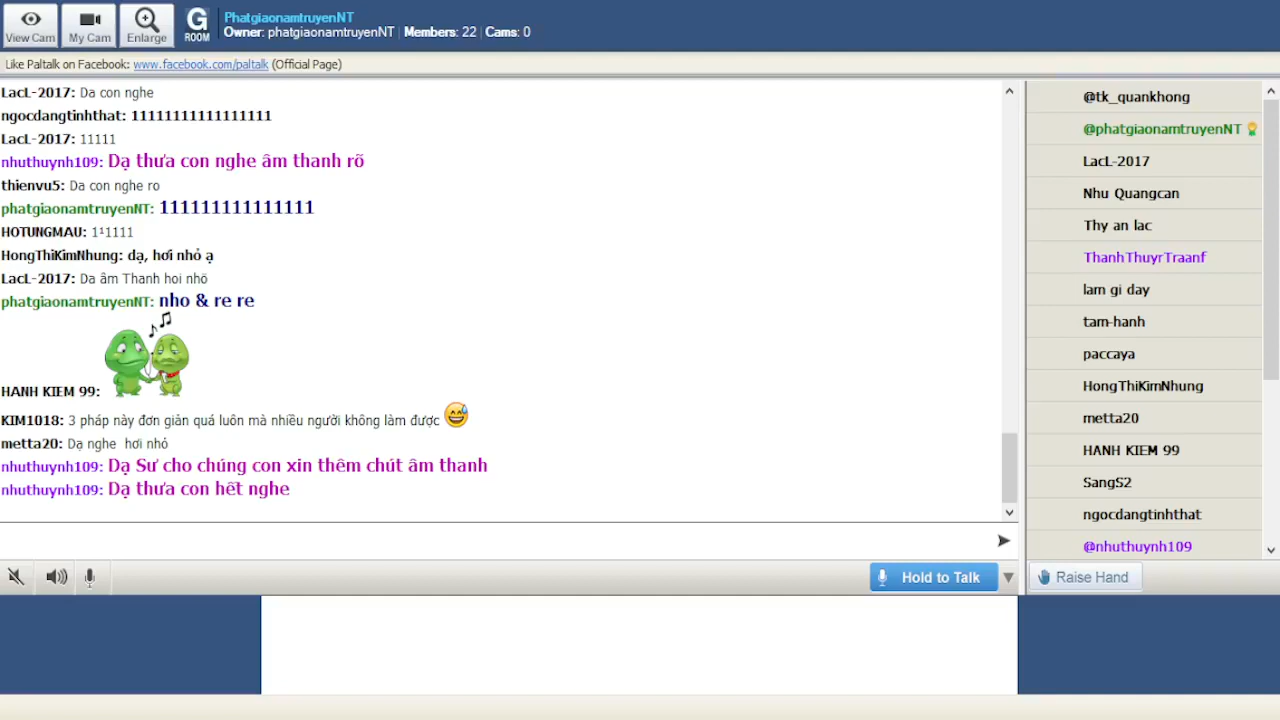 View Cam
My Cam
Enlarge
G
ROOM
PhatgiaonamtruyenNT
Owner: phatgiaonamtruyenNT | Members: 22 | Cams: 0
Like Paltalk on Facebook: www.facebook.com/paltalk (Official Page)
LacL-2017: Da con nghe
ngocdangtinhthat: 11111111111111111
LacL-2017: 11111
nhuthuynh109: Dạ thưa con nghe âm thanh rõ
thienvu5: Da con nghe ro
phatgiaonamtruyenNT: 111111111111111
HOTUNGMAU: 1¹1111
HongThiKimNhung: dạ, hơi nhỏ ạ
LacL-2017: Da âm Thanh hoi nhõ
phatgiaonamtruyenNT: nho & re re
HANH KIEM 99:
KIM1018: 3 pháp này đơn giản quá luôn mà nhiều người không làm được
metta20: Dạ nghe hơi nhỏ
nhuthuynh109: Dạ Sư cho chúng con xin thêm chút âm thanh
nhuthuynh109: Dạ thưa con hết nghe
Hold to Talk
@tk_quankhong
@phatgiaonamtruyenNT
LacL-2017
Nhu Quangcan
Thy an lac
ThanhThuyrTraanf
lam gi day
tam-hanh
paccaya
HongThiKimNhung
metta20
HANH KIEM 99
SangS2
ngocdangtinhthat
@nhuthuynh109
Raise Hand